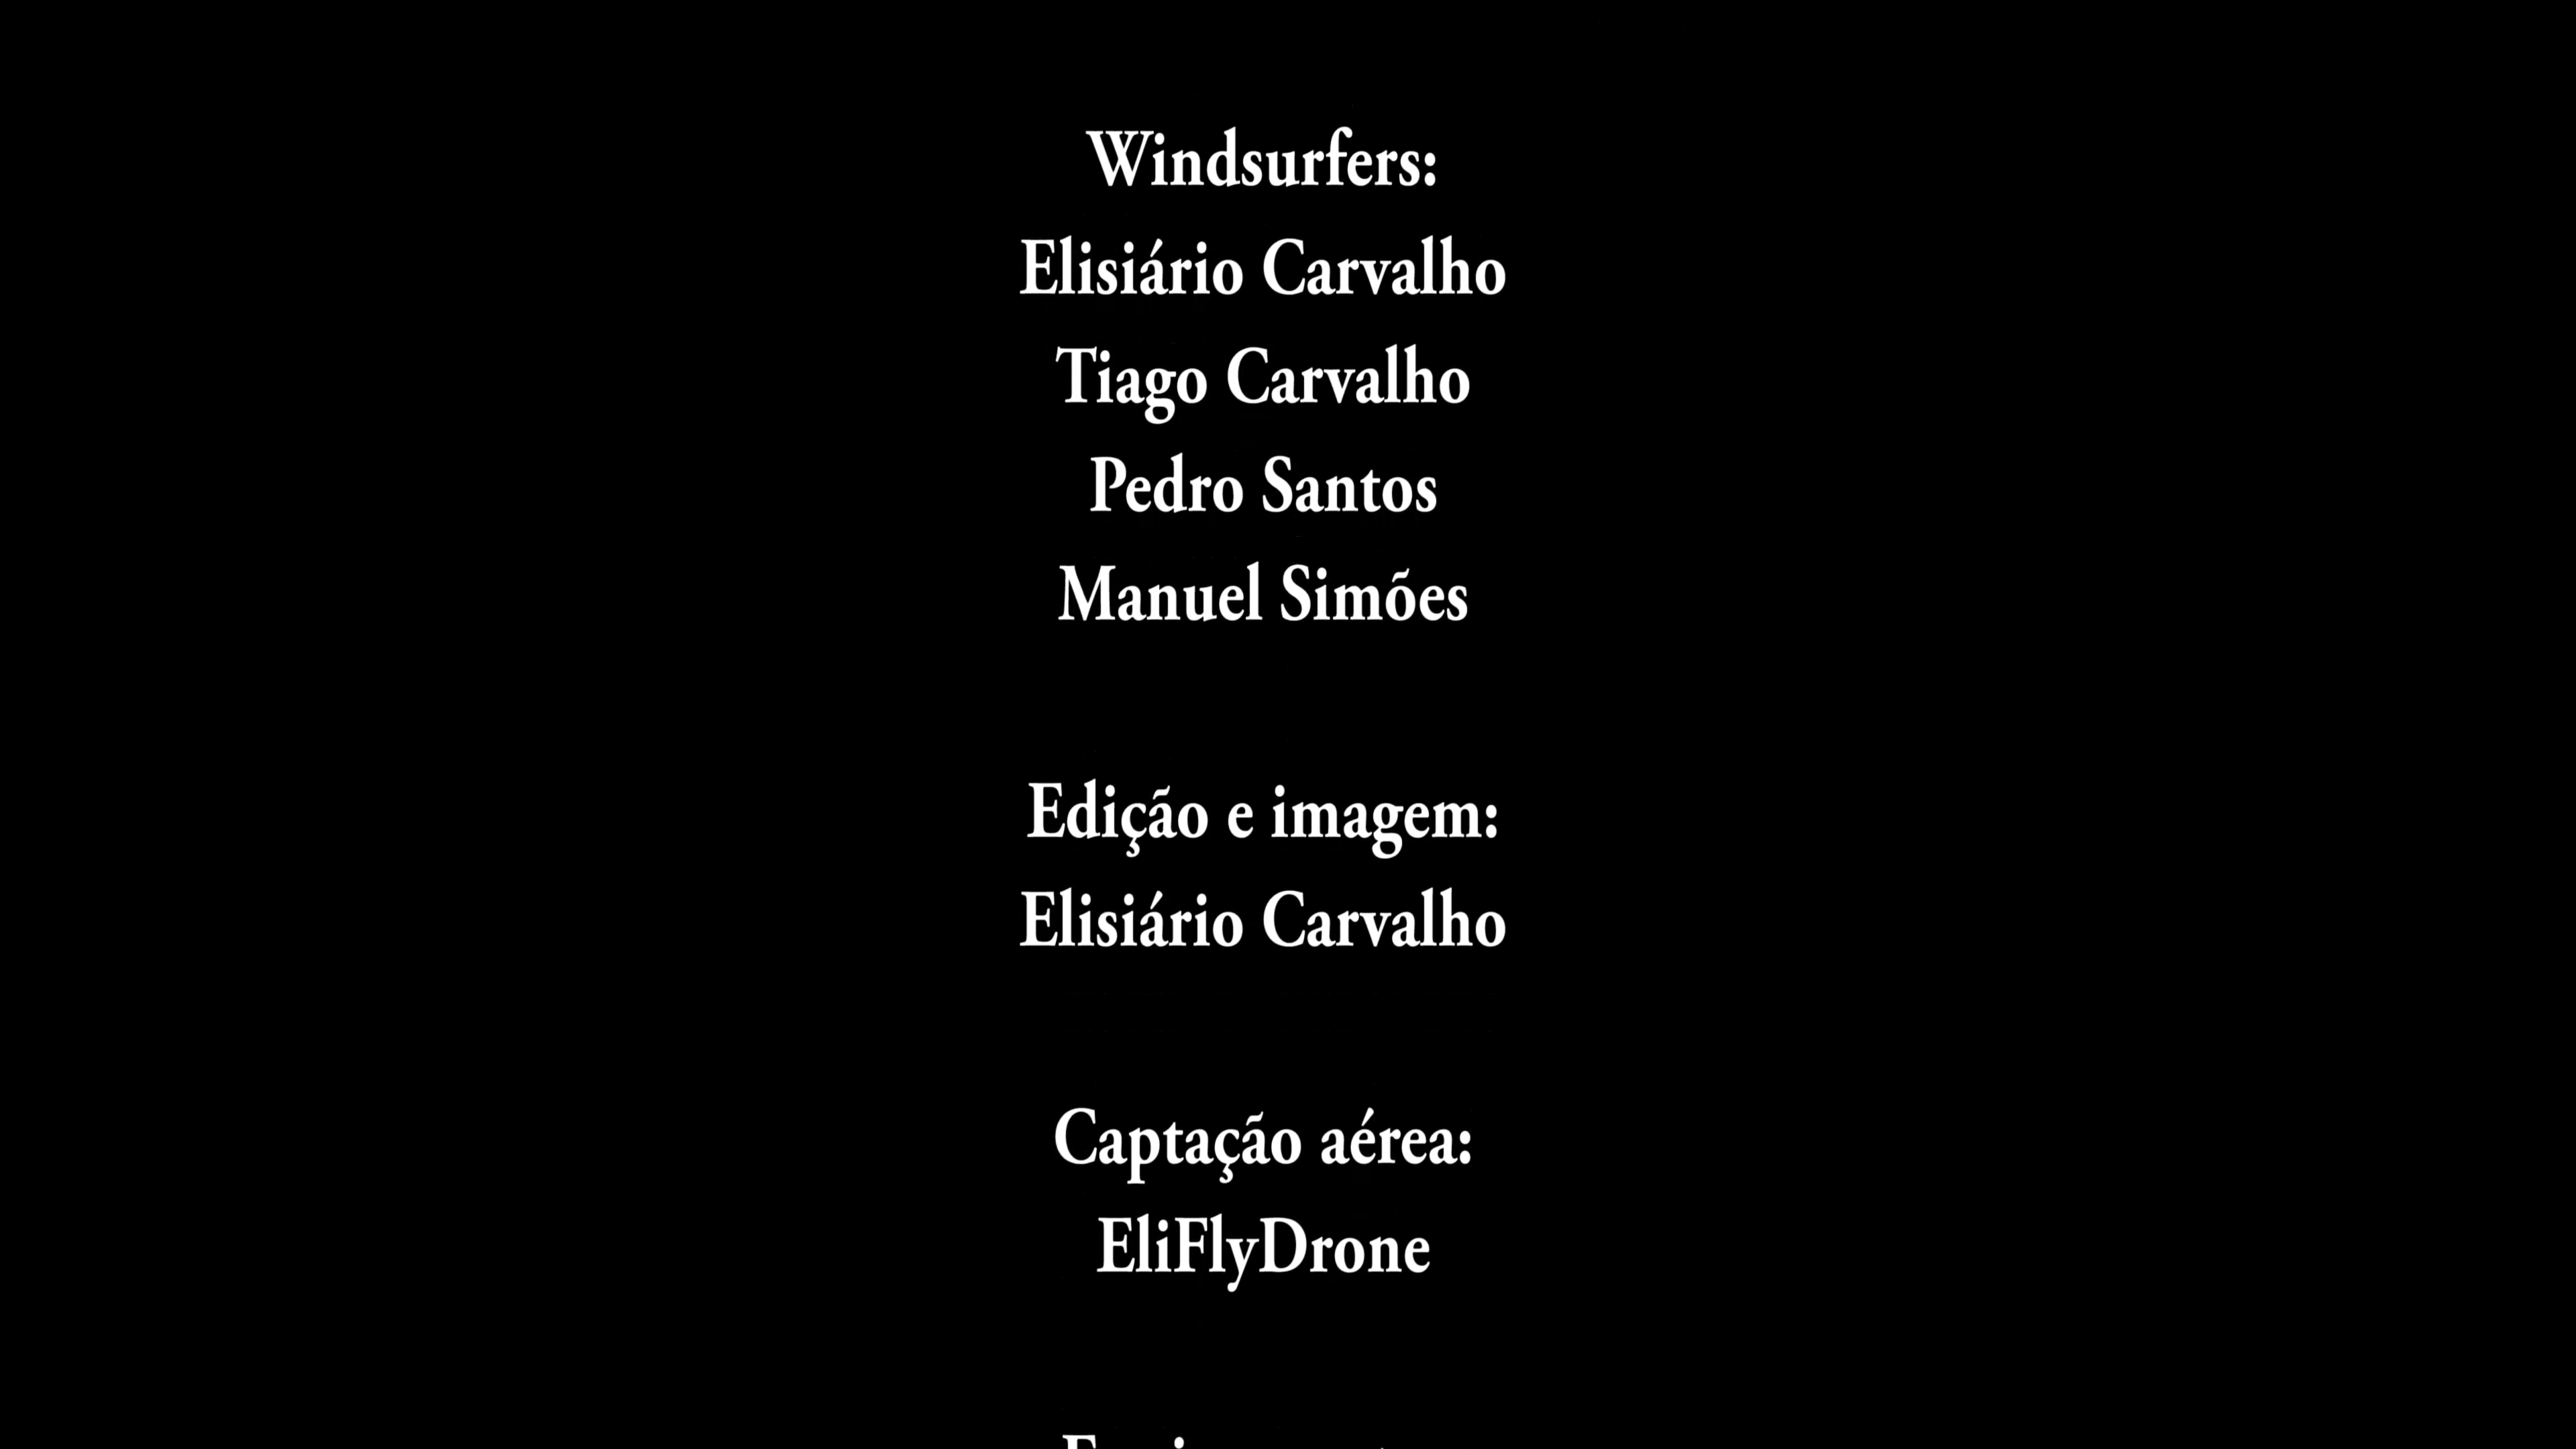 Windsurfers:
Elisiário Carvalho
Tiago Carvalho
Pedro Santos
Manuel Simões
Edição e imagem:
Elisiário Carvalho
Captação aérea:
EliFlyDrone